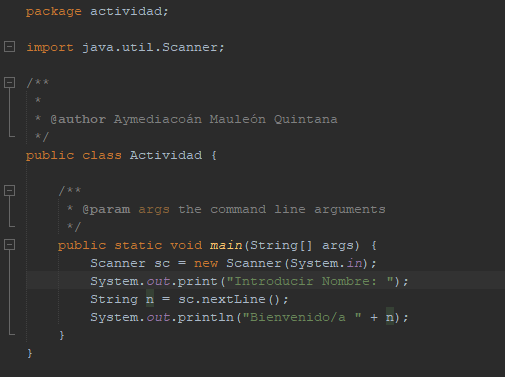 package actividad;
import java.util.Scanner;
/**
*
* @author Aymediacoán Mauleón Quintana
*/
public class Actividad {
/**
* @param args the command line arguments
*/
public static void main(String[] args) {
Scanner sc = new Scanner(System.in);
System.out.print("Introducir Nombre: ");
String n = sc.nextLine();
System.out.println("Bienvenido/a " + n);
}
}